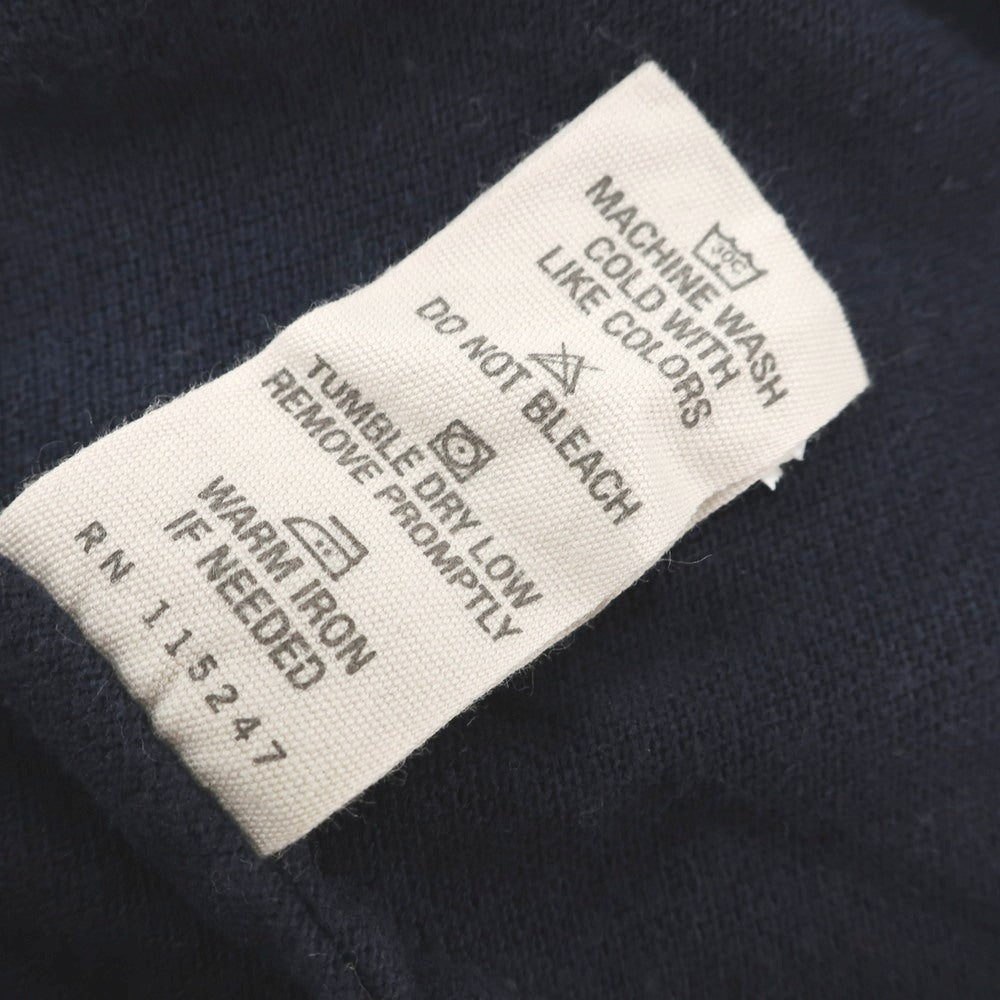 30C
MACHINE WASH
COLD WITH
LIKE COLORS
DO NOT BLEACH
TUMBLE DRY LOW
REMOVE PROMPTLY
WARM IRON
IF NEEDED
RN 115247